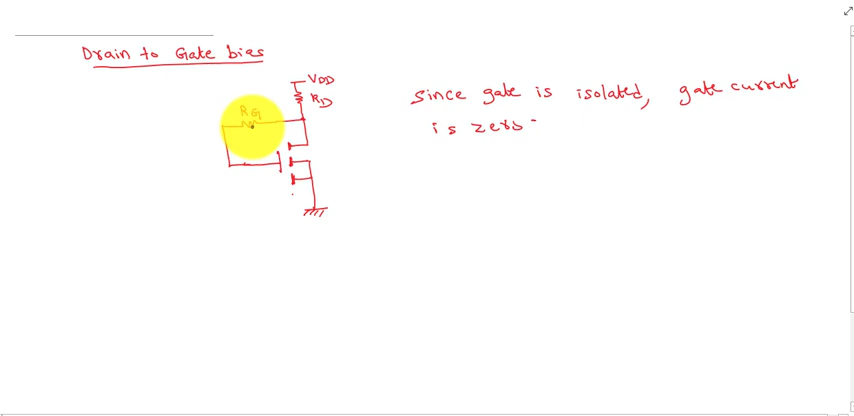 Drain to Gate bias
VDD
RD
RG
Since gate is isolated, gate current
is zero